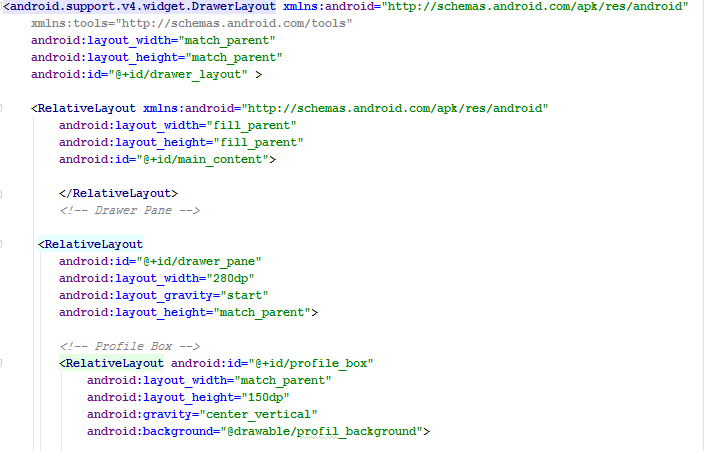 <android.support.v4.widget.DrawerLayout xmlns:android="http://schemas.android.com/apk/res/android"
xmlns:tools="http://schemas.android.com/tools"
android:layout_width="match_parent"
android:layout_height="match_parent"
android:id="@+id/drawer_layout" >
<RelativeLayout xmlns:android="http://schemas.android.com/apk/res/android"
android:layout_width="fill_parent"
android:layout_height="fill_parent"
android:id="@+id/main_content">
</RelativeLayout>
<!-- Drawer Pane -->
<RelativeLayout
android:id="@+id/drawer_pane"
android:layout_width="280dp"
android:layout_gravity="start"
android:layout_height="match_parent">
<!-- Profile Box -->
<RelativeLayout android:id="@+id/profile_box"
android:layout_width="match_parent"
android:layout_height="150dp"
android:gravity="center_vertical"
android:background="@drawable/profil_background">